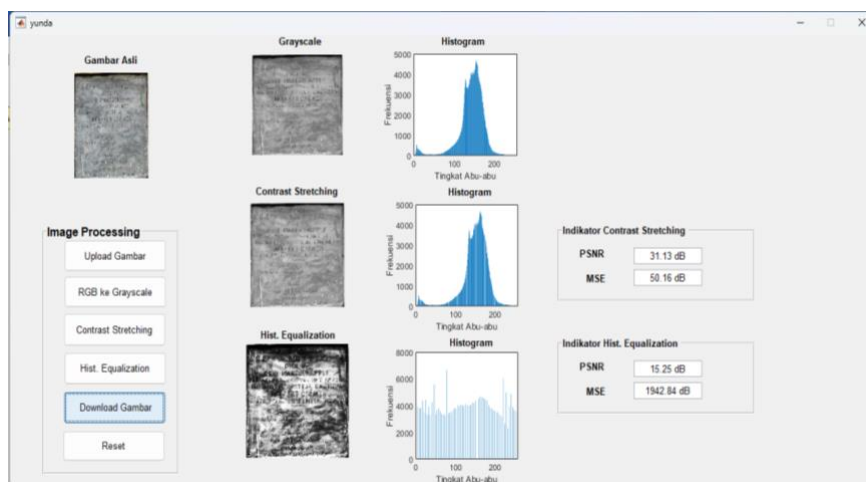 yunda
Gambar Asli
Grayscale
Histogram
Frekuensi
5000
4000
3000
2000
1000
0
0 100 200
Tingkat Abu-abu
Contrast Stretching
Histogram
Frekuensi
5000
4000
3000
2000
1000
0
0 100 200
Tingkat Abu-abu
Hist. Equalization
Histogram
Frekuensi
8000
6000
4000
2000
0
0 100 200
Tingkat Abu-abu
Image Processing
Upload Gambar
RGB ke Grayscale
Contrast Stretching
Hist. Equalization
Download Gambar
Reset
Indikator Contrast Stretching
PSNR 31.13 dB
MSE 50.16 dB
Indikator Hist. Equalization
PSNR 15.25 dB
MSE 1942.84 dB